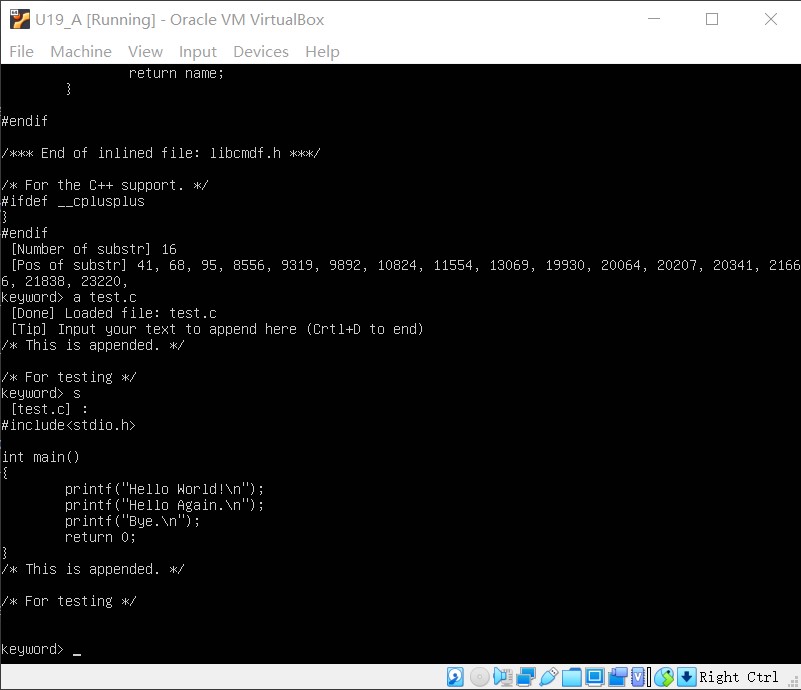 U19_A [Running] - Oracle VM VirtualBox
File Machine View Input Devices Help
return name;
}
#endif
/*** End of inlined file: libcmdf.h ***/
/* For the C++ support. */
#ifdef __cplusplus
}
#endif
[Number of substr] 16
[Pos of substr] 41, 68, 95, 8556, 9319, 9892, 10824, 11554, 13069, 19930, 20064, 20207, 20341, 2166
6, 21838, 23220,
keyword> a test.c
[Done] Loaded file: test.c
[Tip] Input your text to append here (Crtl+D to end)
/* This is appended. */
/* For testing */
keyword> s
[test.c] :
#include<stdio.h>
int main()
{
printf("Hello World!\n");
printf("Hello Again.\n");
printf("Bye.\n");
return 0;
}
/* This is appended. */
/* For testing */
keyword> _
Right Ctrl